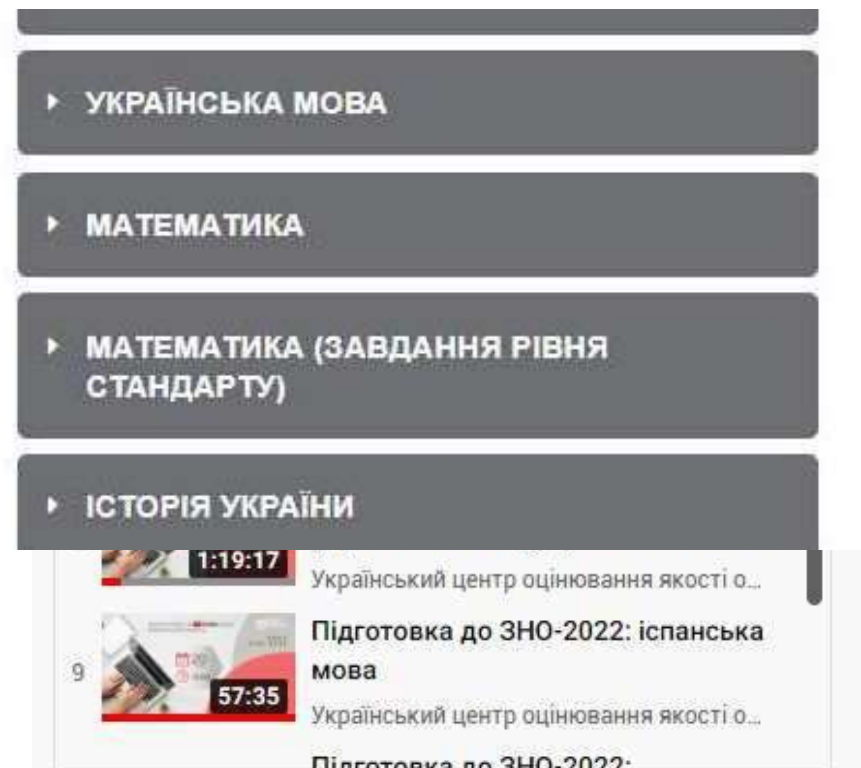 УКРАЇНСЬКА МОВА
МАТЕМАТИКА
МАТЕМАТИКА (ЗАВДАННЯ РІВНЯ
СТАНДАРТУ)
ІСТОРІЯ УКРАЇНИ
1:19:17
Український центр оцінювання якості о...
Підготовка до ЗНО-2022: іспанська
мова
9
57:35
Український центр оцінювання якості о...
Підготовка до ЗНО-2022: